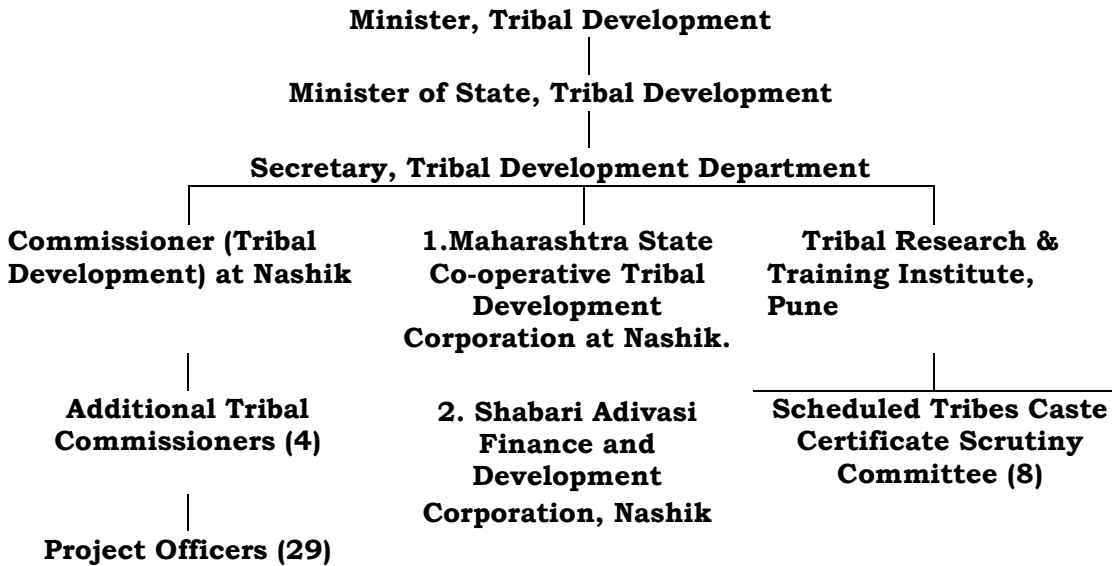 Minister, Tribal Development
Minister of State, Tribal Development
Secretary, Tribal Development Department
Commissioner (Tribal
Development) at Nashik
Additional Tribal
Commissioners (4)
Project Officers (29)
1.Maharashtra State
Co-operative Tribal
Development
Corporation at Nashik.
2. Shabari Adivasi
Finance and
Development
Corporation, Nashik
Tribal Research &
Training Institute,
Pune
Scheduled Tribes Caste
Certificate Scrutiny
Committee (8)